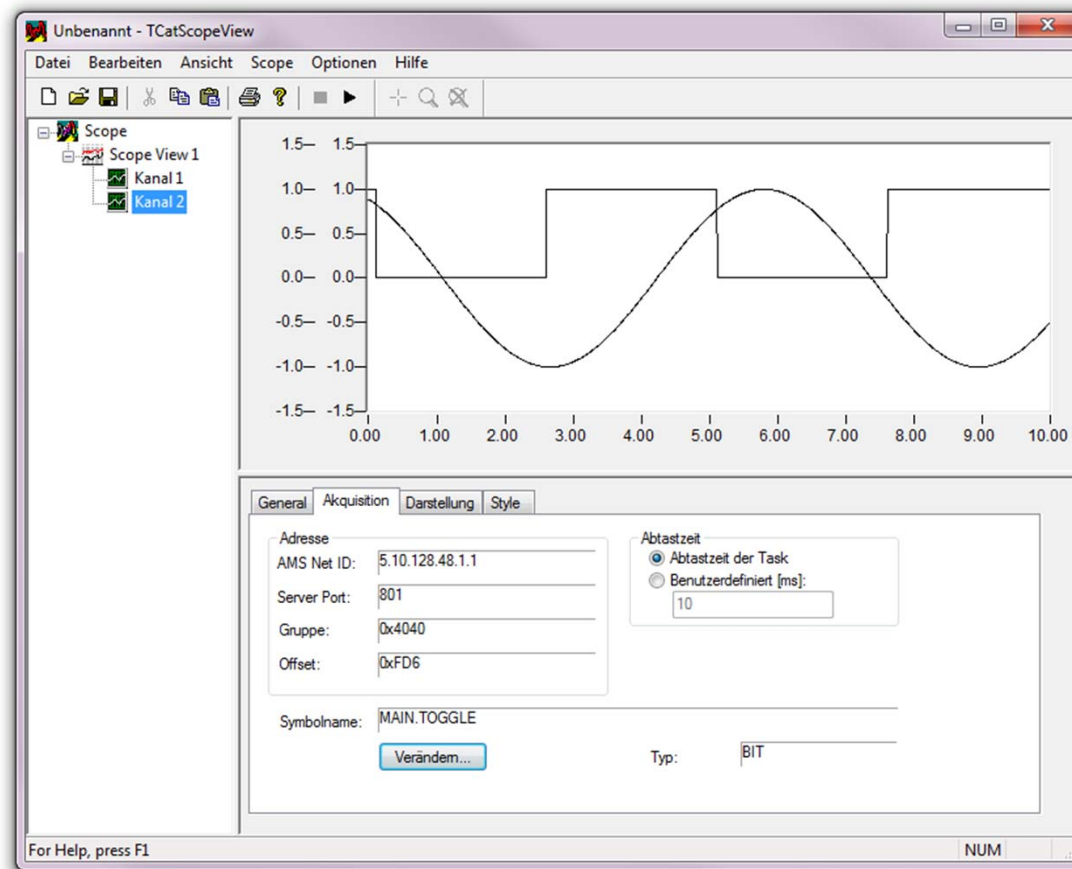 Unbenannt - TCatScopeView
Datei Bearbeiten Ansicht Scope Optionen Hilfe
Scope
Scope View 1
Kanal 1
Kanal 2
1.5 1.5
1.0 1.0
0.5 0.5
0.0 0.0
-0.5 -0.5
-1.0 -1.0
-1.5 -1.5
0.00 1.00 2.00 3.00 4.00 5.00 6.00 7.00 8.00 9.00 10.00
General Akquisition Darstellung Style
Adresse
AMS Net ID: 5.10.128.48.1.1
Server Port: 801
Gruppe: 0x4040
Offset: 0xFD6
Abtastzeit
Abtastzeit der Task
Benutzerdefiniert [ms]:
10
Symbolname: MAIN.TOGGLE
Verändern...
Typ: BIT
For Help, press F1 NUM